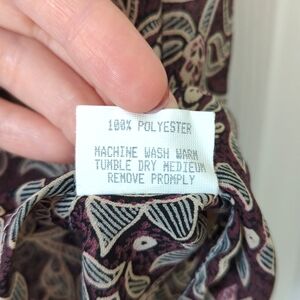 100% POLYESTER
MACHINE WASH WARM
TUMBLE DRY MEDIEUM
REMOVE PROMPLY